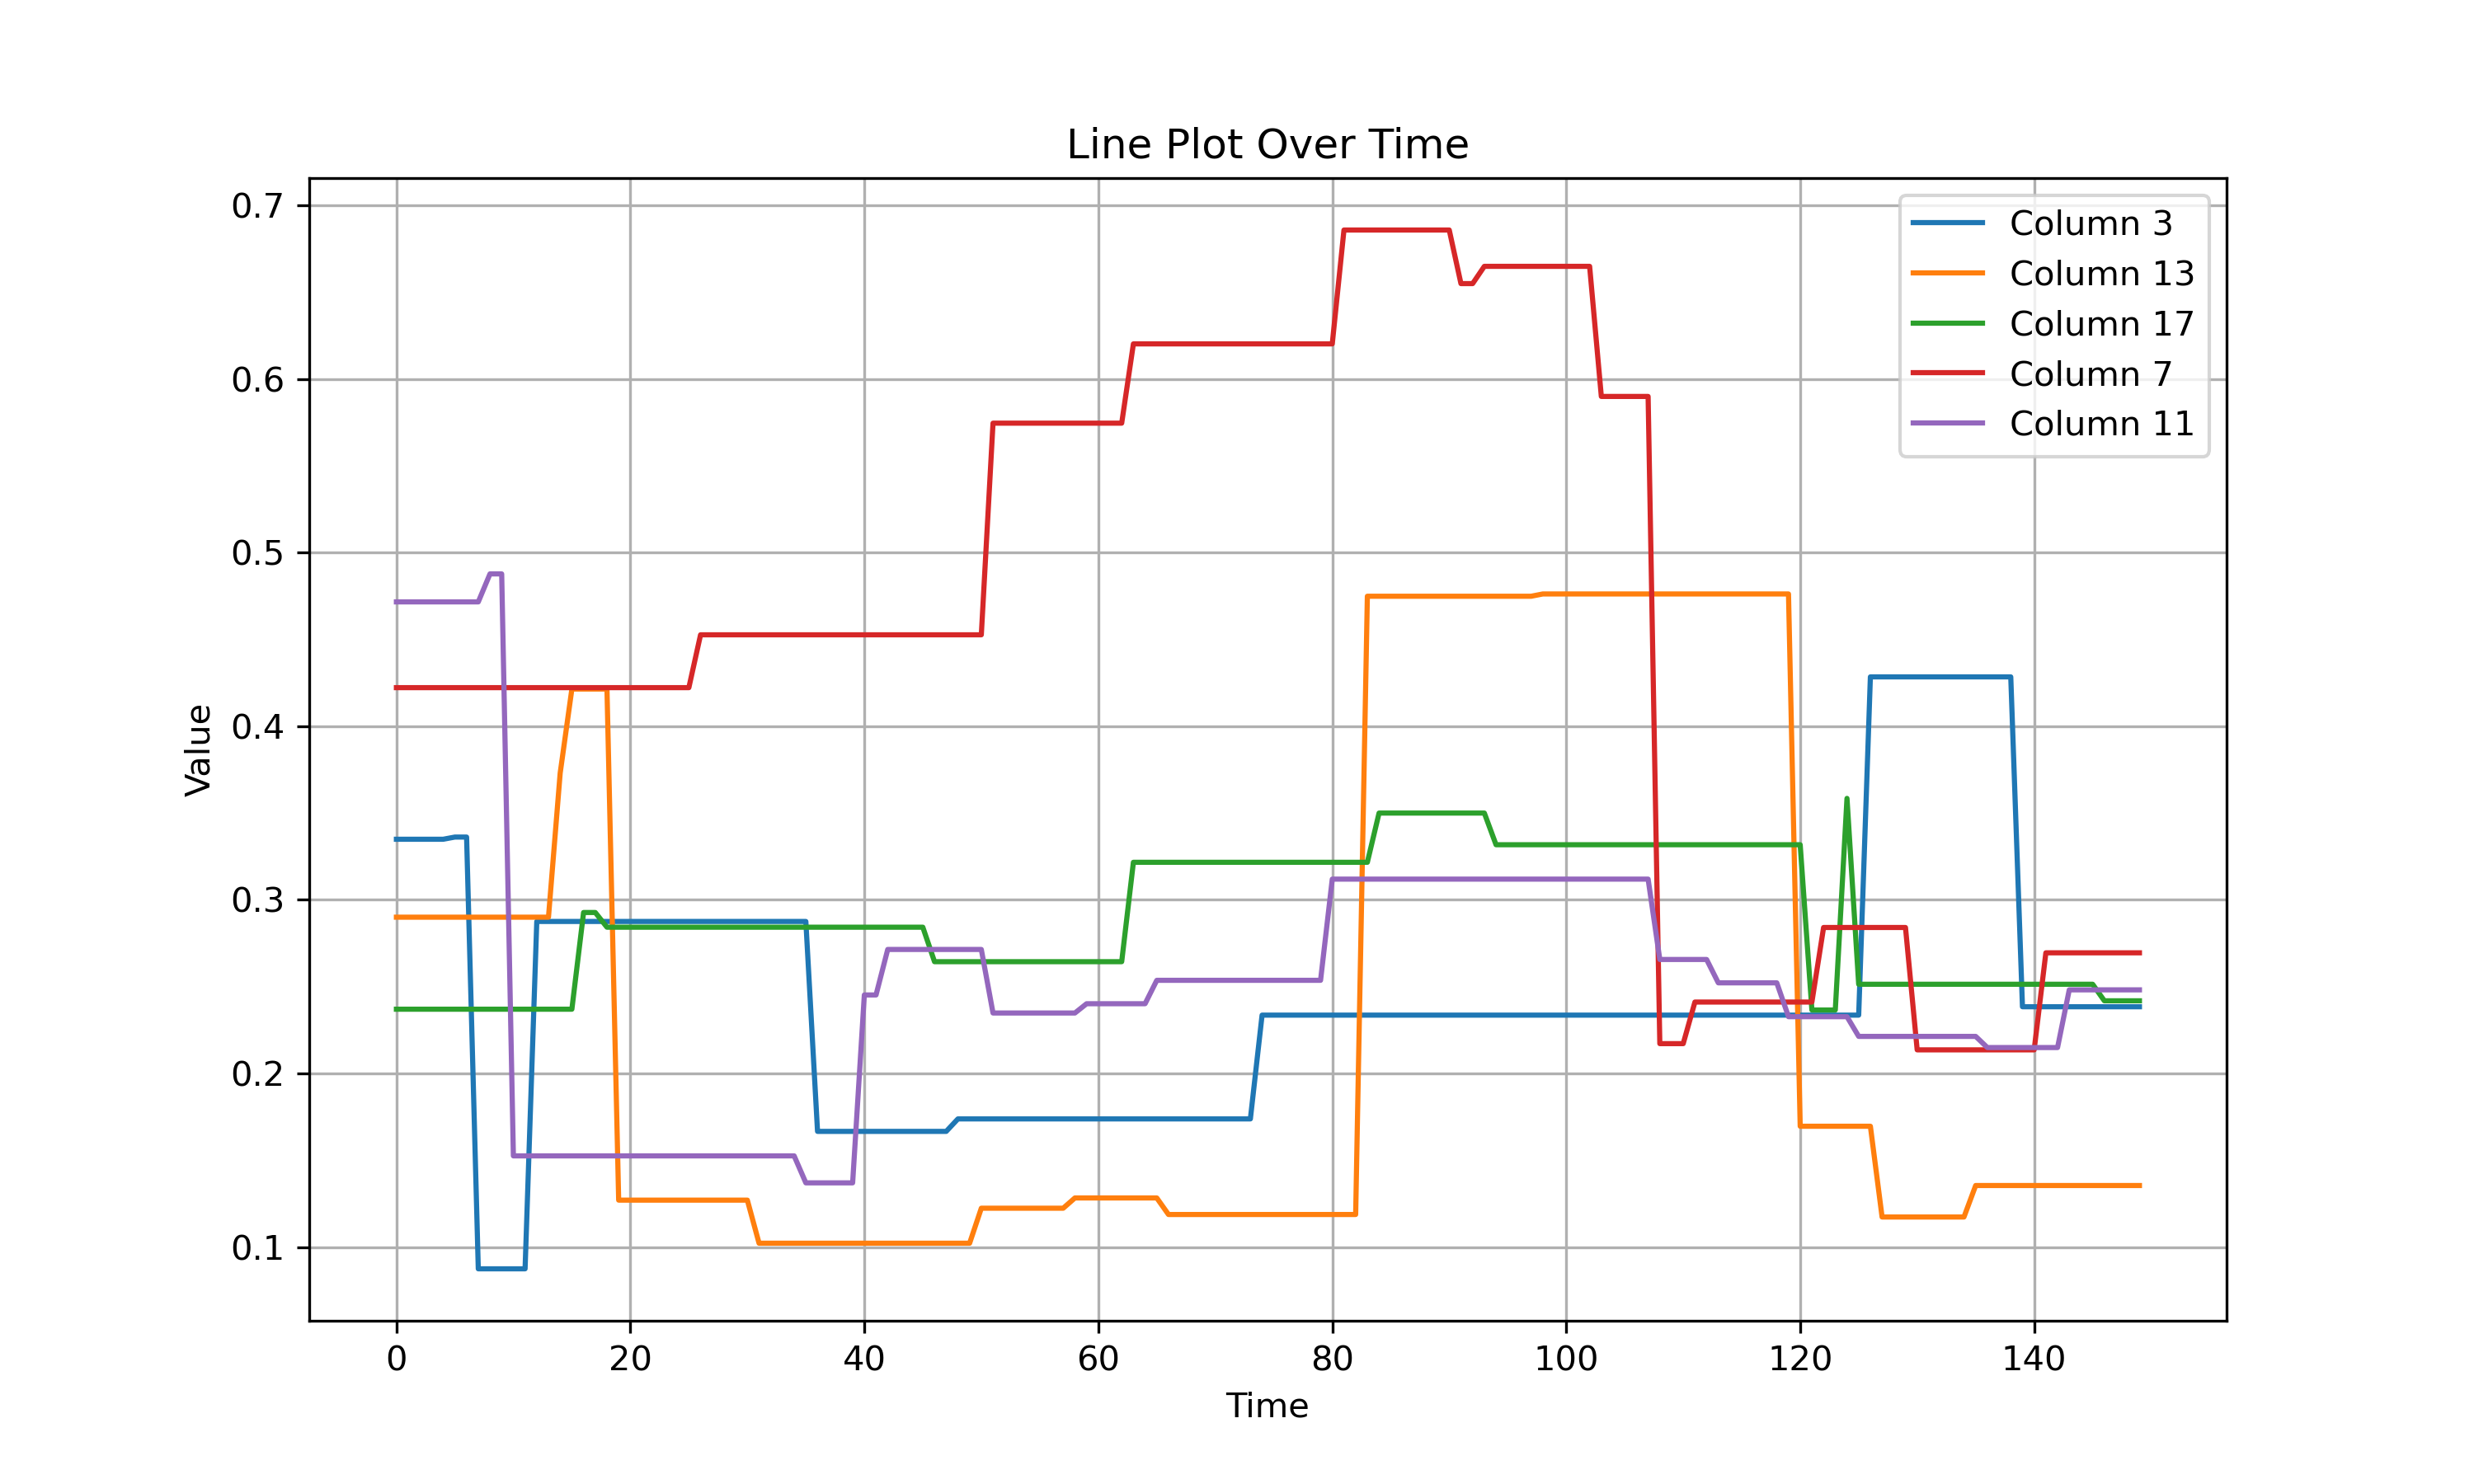 Line Plot Over Time
Value
0.7
0.6
0.5
0.4
0.3
0.2
0.1
Column 3
Column 13
Column 17
Column 7
Column 11
0 20 40 60 80 100 120 140
Time